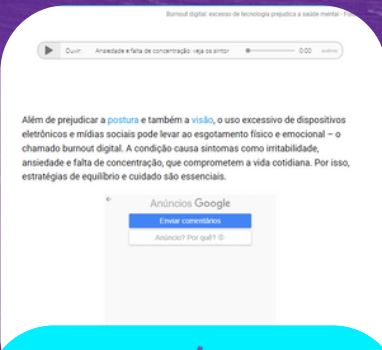 Burnout digital: excesso de tecnologia prejudica a saúde mental - Fo
Ouvir: Ansiedade e falta de concentração: veja os sintor 0:00
Além de prejudicar a postura e também a visão, o uso excessivo de dispositivos
eletrônicos e mídias sociais pode levar ao esgotamento físico e emocional – o
chamado burnout digital. A condição causa sintomas como irritabilidade,
ansiedade e falta de concentração, que comprometem a vida cotidiana. Por isso,
estratégias de equilíbrio e cuidado são essenciais.
Anúncios Google
Enviar comentários
Anúncio? Por quê?